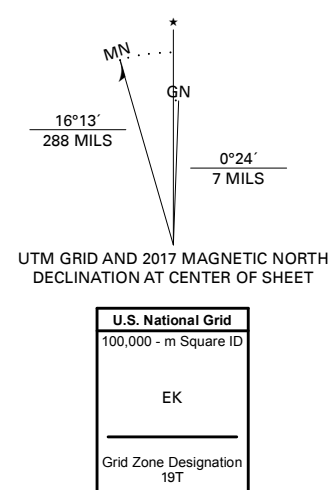 ★
MN
GN
16°13´
288 MILS
0°24´
7 MILS
UTM GRID AND 2017 MAGNETIC NORTH
DECLINATION AT CENTER OF SHEET
U.S. National Grid
100,000 - m Square ID
EK
Grid Zone Designation
19T